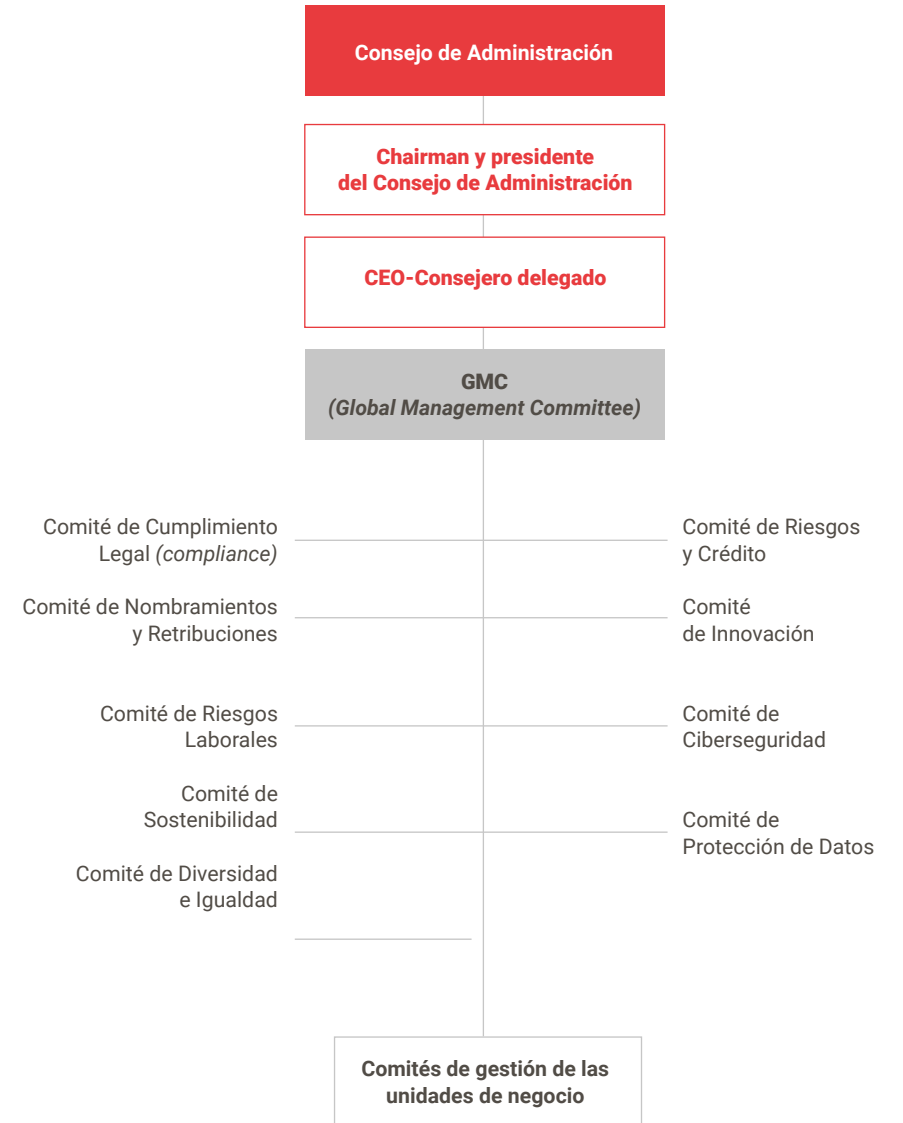 Consejo de Administración
Chairman y presidente
del Consejo de Administración
CEO-Consejero delegado
GMC
(Global Management Committee)
Comité de Cumplimiento
Legal (compliance)
Comité de Riesgos
y Crédito
Comité de Nombramientos
y Retribuciones
Comité
de Innovación
Comité de Riesgos
Laborales
Comité de
Ciberseguridad
Comité de
Sostenibilidad
Comité de
Protección de Datos
Comité de Diversidad
e Igualdad
Comités de gestión de las
unidades de negocio